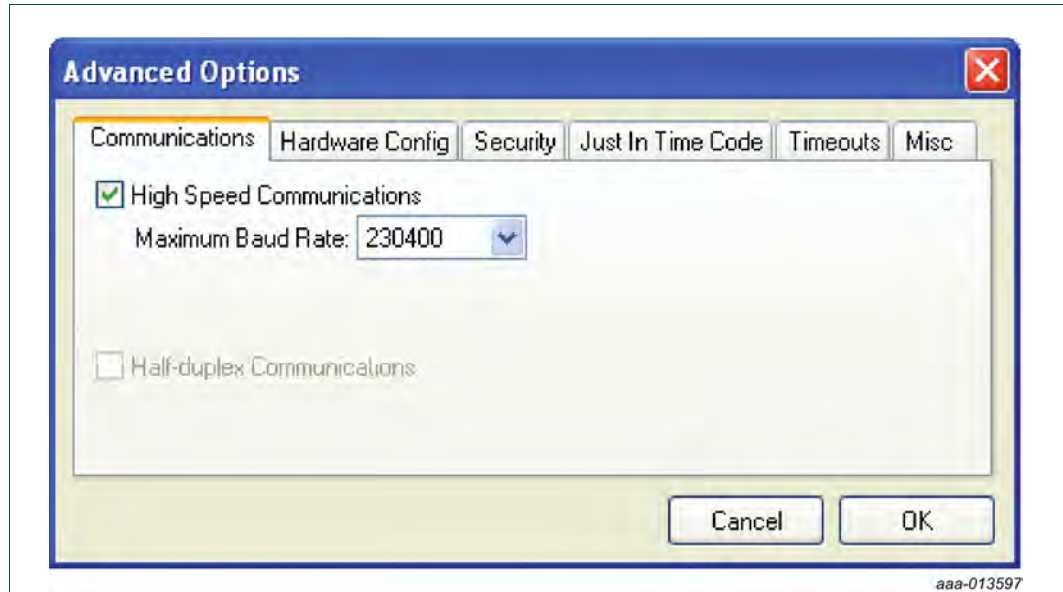 Advanced Options
Communications Hardware Config Security Just In Time Code Timeouts Misc
High Speed Communications
Maximum Baud Rate: 230400
Half-duplex Communications
Cancel OK
aaa-013597